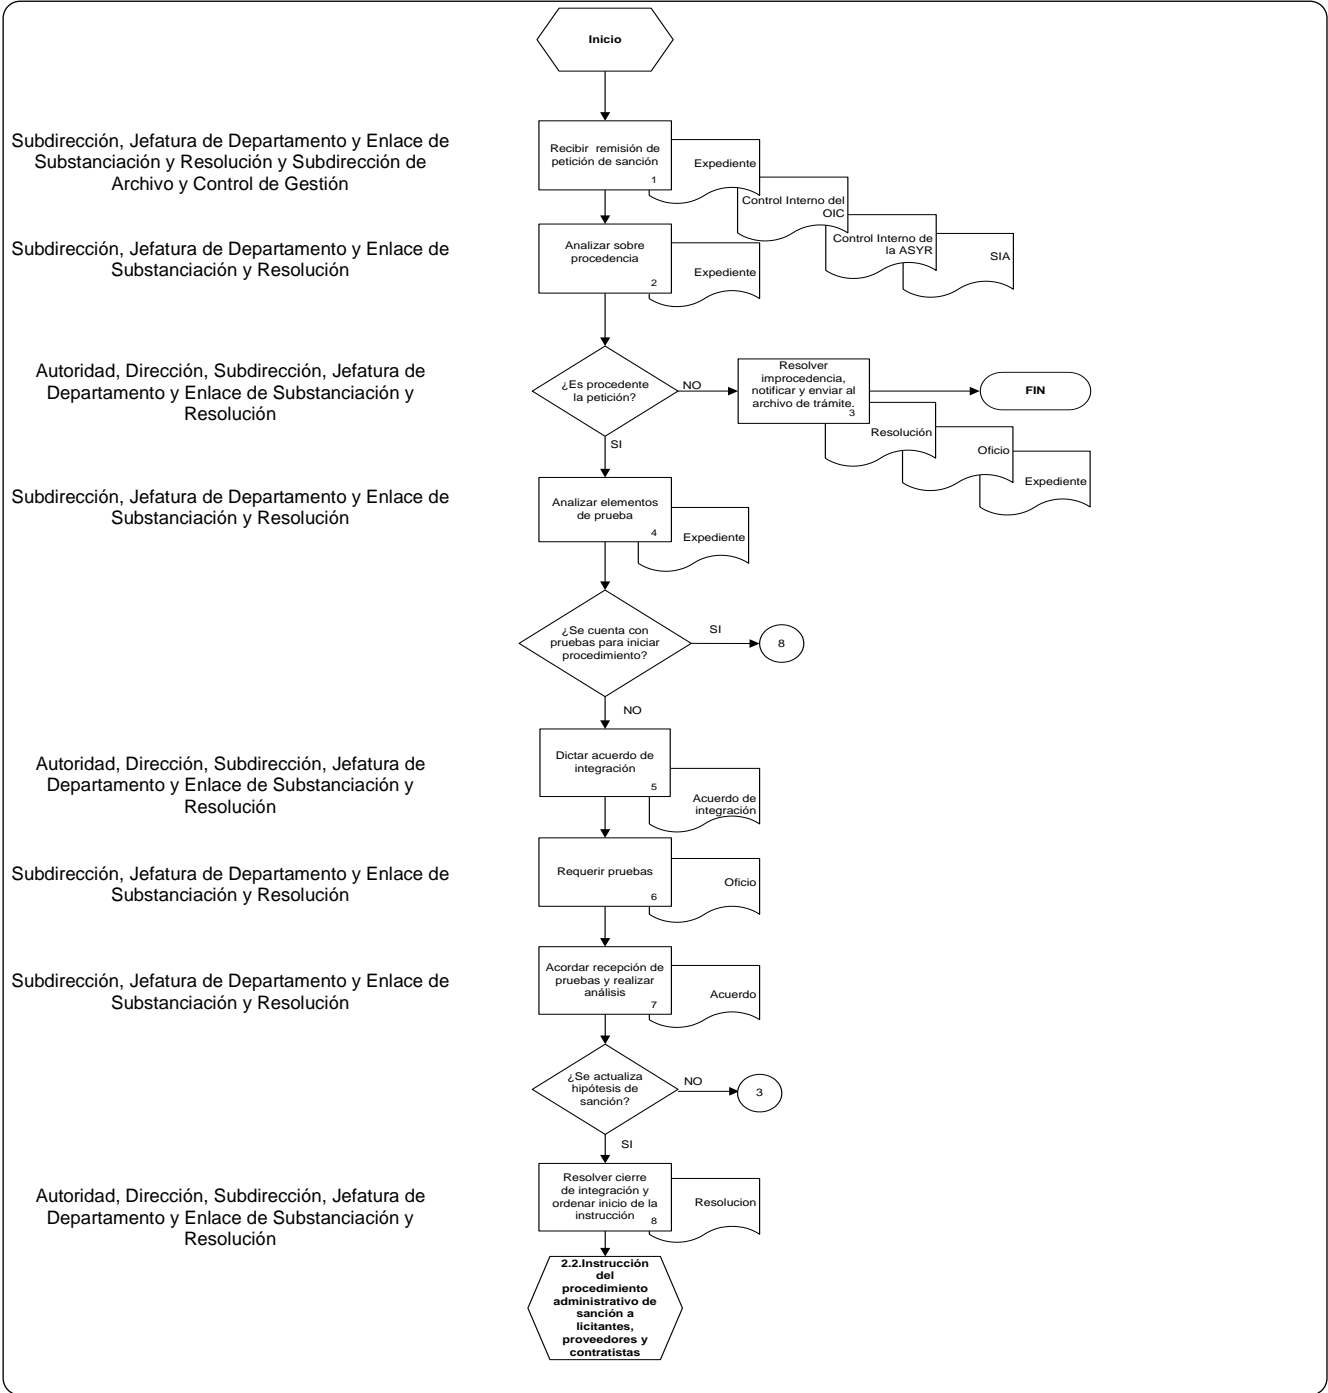 Inicio
Subdirección, Jefatura de Departamento y Enlace de
Substanciación y Resolución y Subdirección de
Archivo y Control de Gestión
Recibir remisión de
petición de sanción
1
Expediente
Control Interno del
OIC
Control Interno de
la ASYR
SIA
Subdirección, Jefatura de Departamento y Enlace de
Substanciación y Resolución
Analizar sobre
procedencia
2
Expediente
Autoridad, Dirección, Subdirección, Jefatura de
Departamento y Enlace de Substanciación y
Resolución
¿Es procedente
la petición?
NO
Resolver
improcedencia,
notificar y enviar al
archivo de trámite.
3
FIN
Resolución
Oficio
Expediente
SI
Subdirección, Jefatura de Departamento y Enlace de
Substanciación y Resolución
Analizar elementos
de prueba
4
Expediente
¿Se cuenta con
pruebas para iniciar
procedimiento?
SI
8
NO
Autoridad, Dirección, Subdirección, Jefatura de
Departamento y Enlace de Substanciación y
Resolución
Dictar acuerdo de
integración
5
Acuerdo de
integración
Subdirección, Jefatura de Departamento y Enlace de
Substanciación y Resolución
Requerir pruebas
6
Oficio
Subdirección, Jefatura de Departamento y Enlace de
Substanciación y Resolución
Acordar recepción de
pruebas y realizar
análisis
7
Acuerdo
¿Se actualiza
hipótesis de
sanción?
NO
3
SI
Autoridad, Dirección, Subdirección, Jefatura de
Departamento y Enlace de Substanciación y
Resolución
Resolver cierre
de integración y
ordenar inicio de la
instrucción
8
Resolucion
2.2.Instrucción
del
procedimiento
administrativo de
sanción a
licitantes,
proveedores y
contratistas